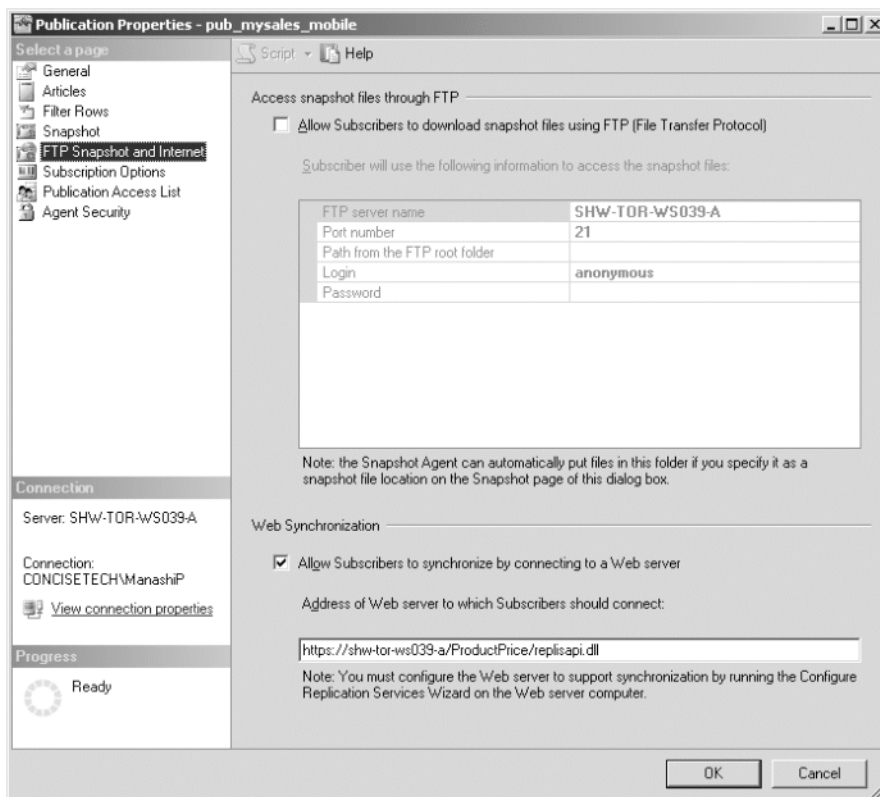 Publication Properties - pub_mysales_mobile
Select a page
General
Articles
Filter Rows
Snapshot
FTP Snapshot and Internet
Subscription Options
Publication Access List
Agent Security
Connection
Server: SHW-TOR-WS039-A
Connection:
CONCISETECH\ManashiP
View connection properties
Progress
Ready
Script Help
Access snapshot files through FTP
Allow Subscribers to download snapshot files using FTP (File Transfer Protocol)
Subscriber will use the following information to access the snapshot files:
FTP server name SHW-TOR-WS039-A
Port number 21
Path from the FTP root folder
Login anonymous
Password
Note: the Snapshot Agent can automatically put files in this folder if you specify it as a
snapshot file location on the Snapshot page of this dialog box.
Web Synchronization
Allow Subscribers to synchronize by connecting to a Web server
Address of Web server to which Subscribers should connect:
https://shw-tor-ws039-a/ProductPrice/replisapi.dll
Note: You must configure the Web server to support synchronization by running the Configure
Replication Services Wizard on the Web server computer.
OK Cancel